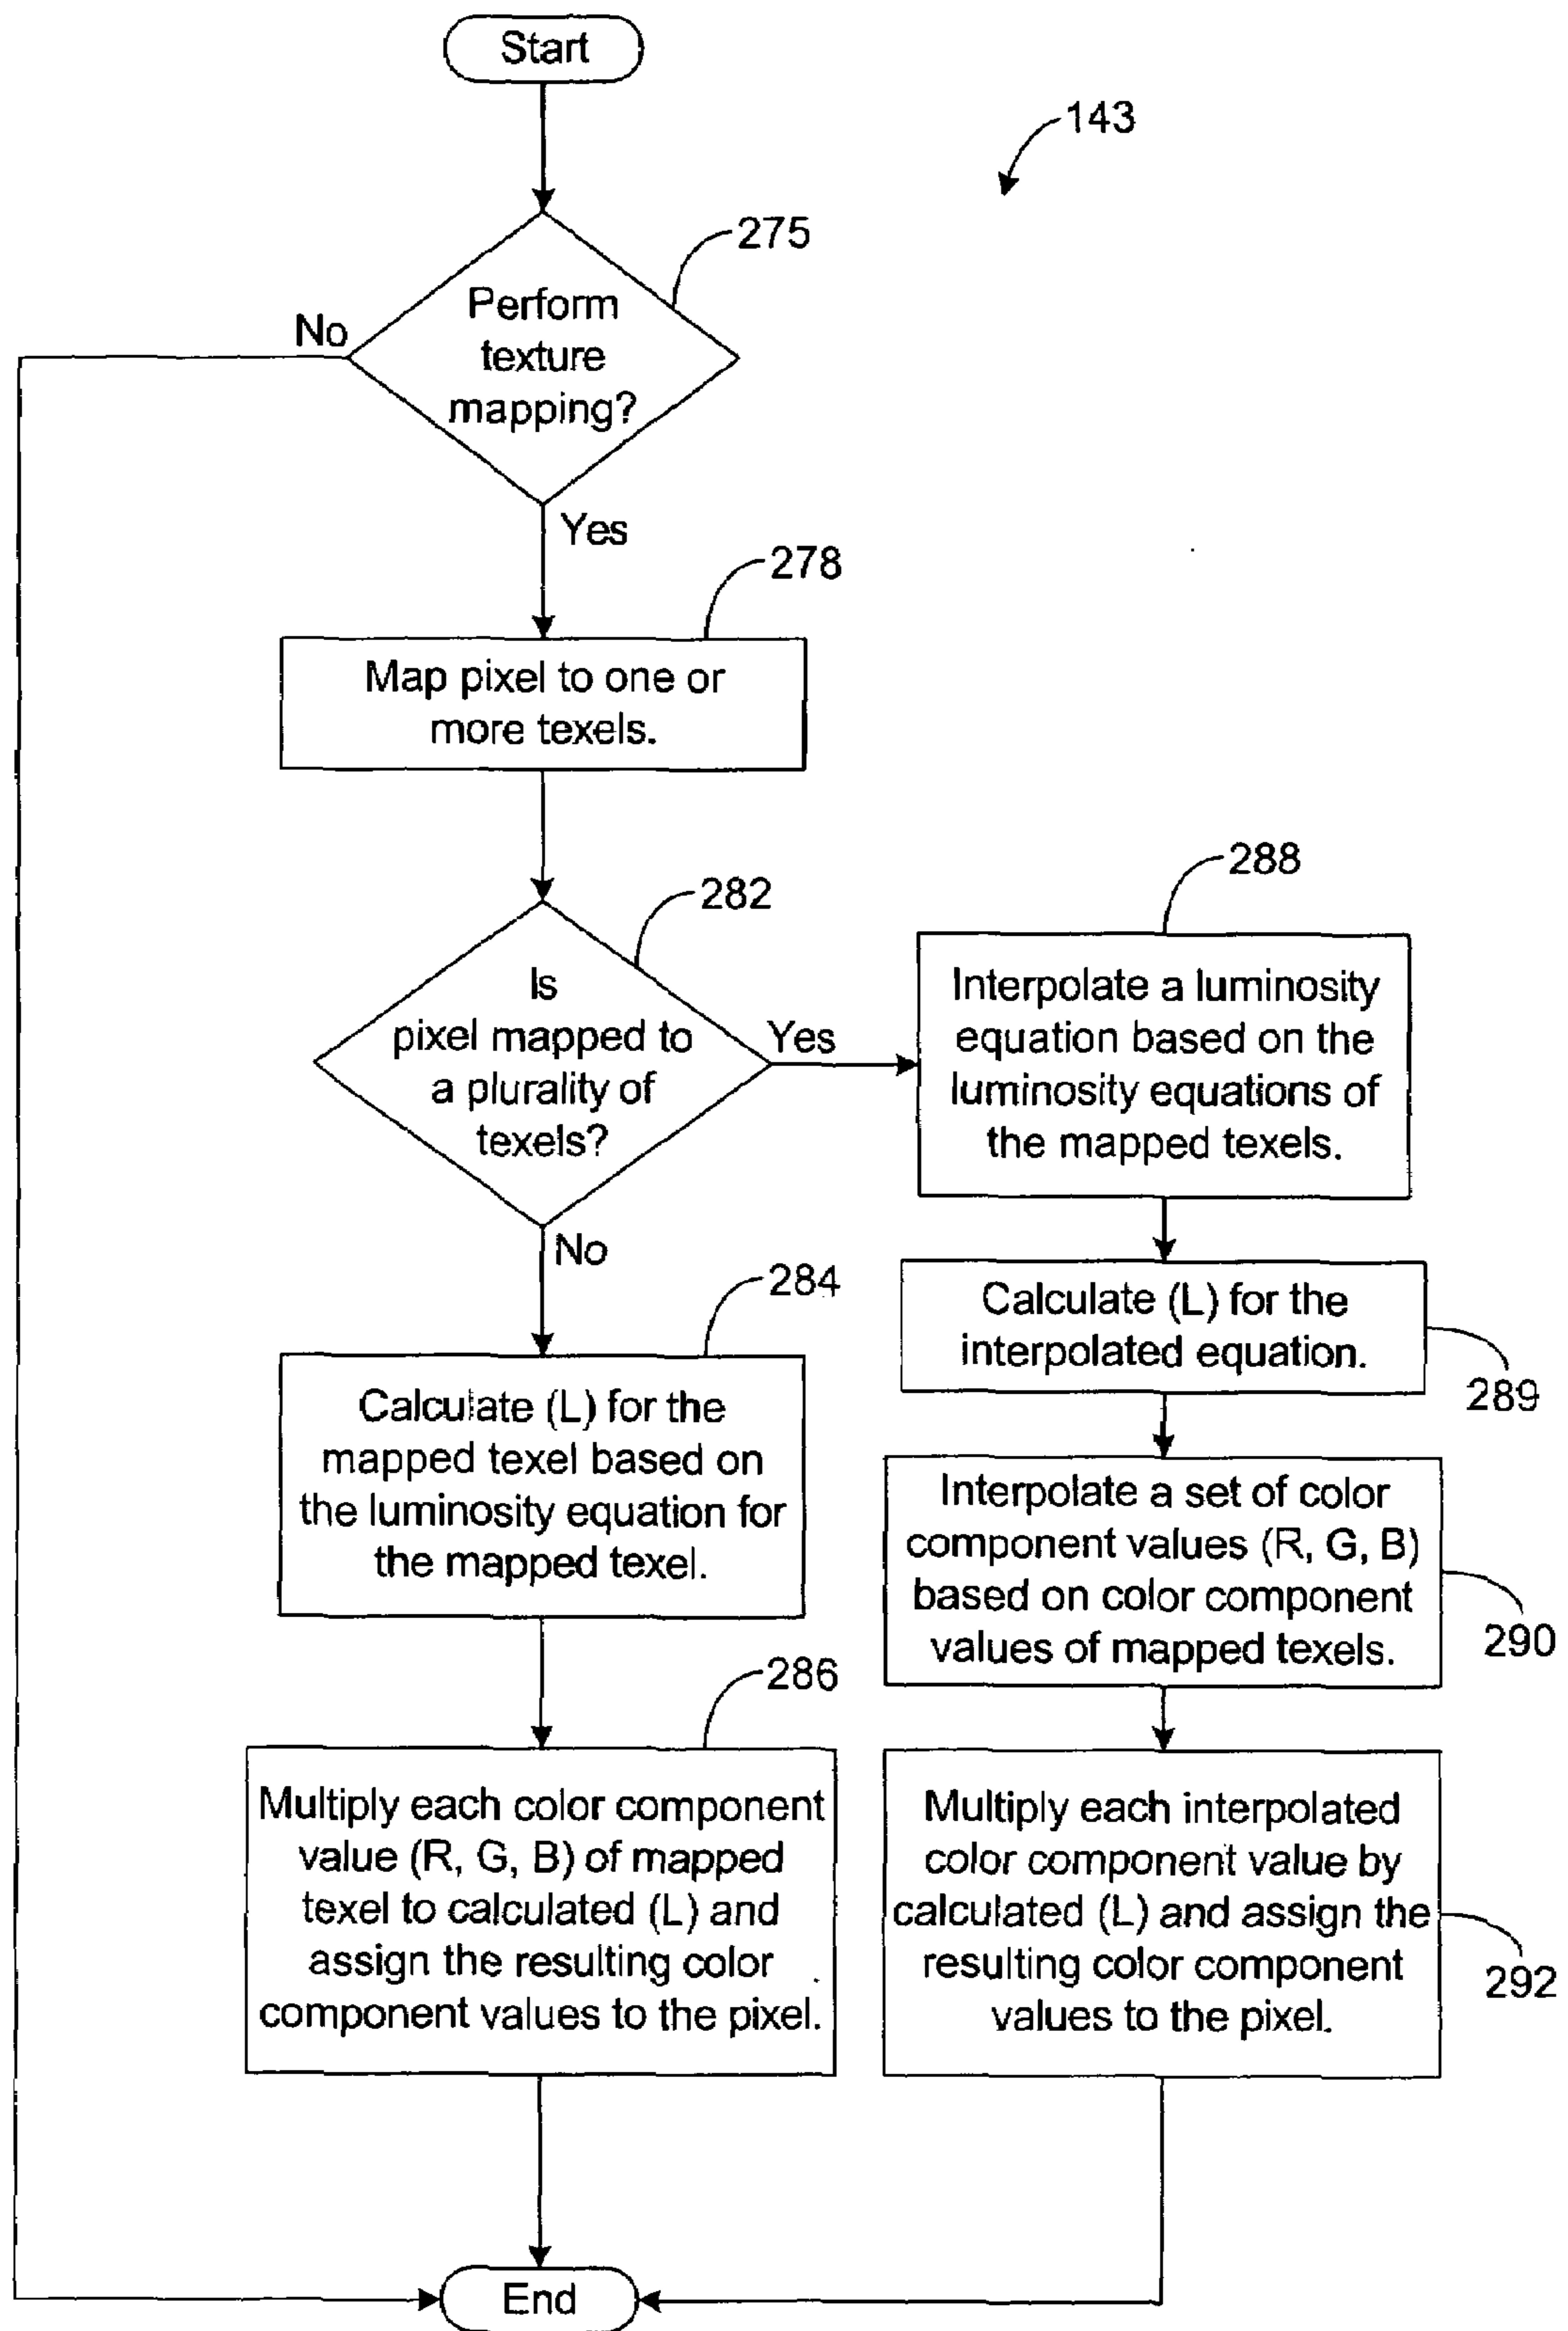 Start
143
275
Perform
texture
mapping?
No
Yes
278
Map pixel to one or
more texels.
282
Is
pixel mapped to
a plurality of
texels?
Yes
No
288
Interpolate a luminosity
equation based on the
luminosity equations of
the mapped texels.
284
Calculate (L) for the
mapped texel based on
the luminosity equation for
the mapped texel.
Calculate (L) for the
interpolated equation.
289
Interpolate a set of color
component values (R, G, B)
based on color component
values of mapped texels.
290
286
Multiply each color component
value (R, G, B) of mapped
texel to calculated (L) and
assign the resulting color
component values to the pixel.
Multiply each interpolated
color component value by
calculated (L) and assign the
resulting color component
values to the pixel.
292
End